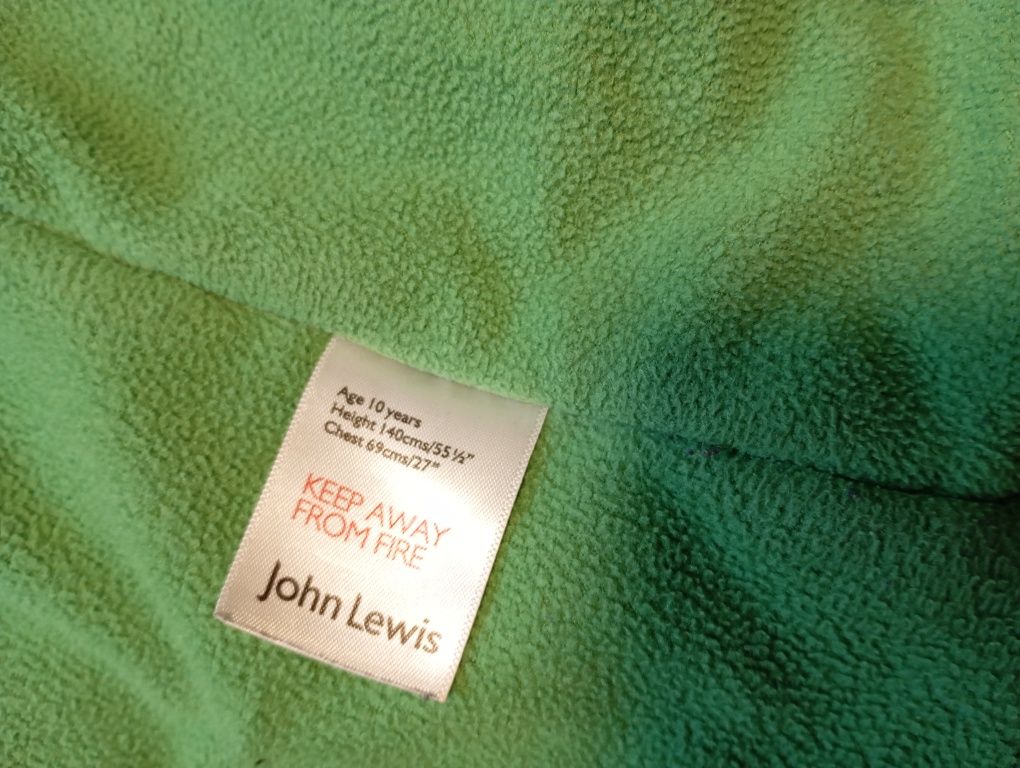 Age 10 years
Height 140cms/55 ½"
Chest 69cms/27"
KEEP AWAY
FROM FIRE
John Lewis